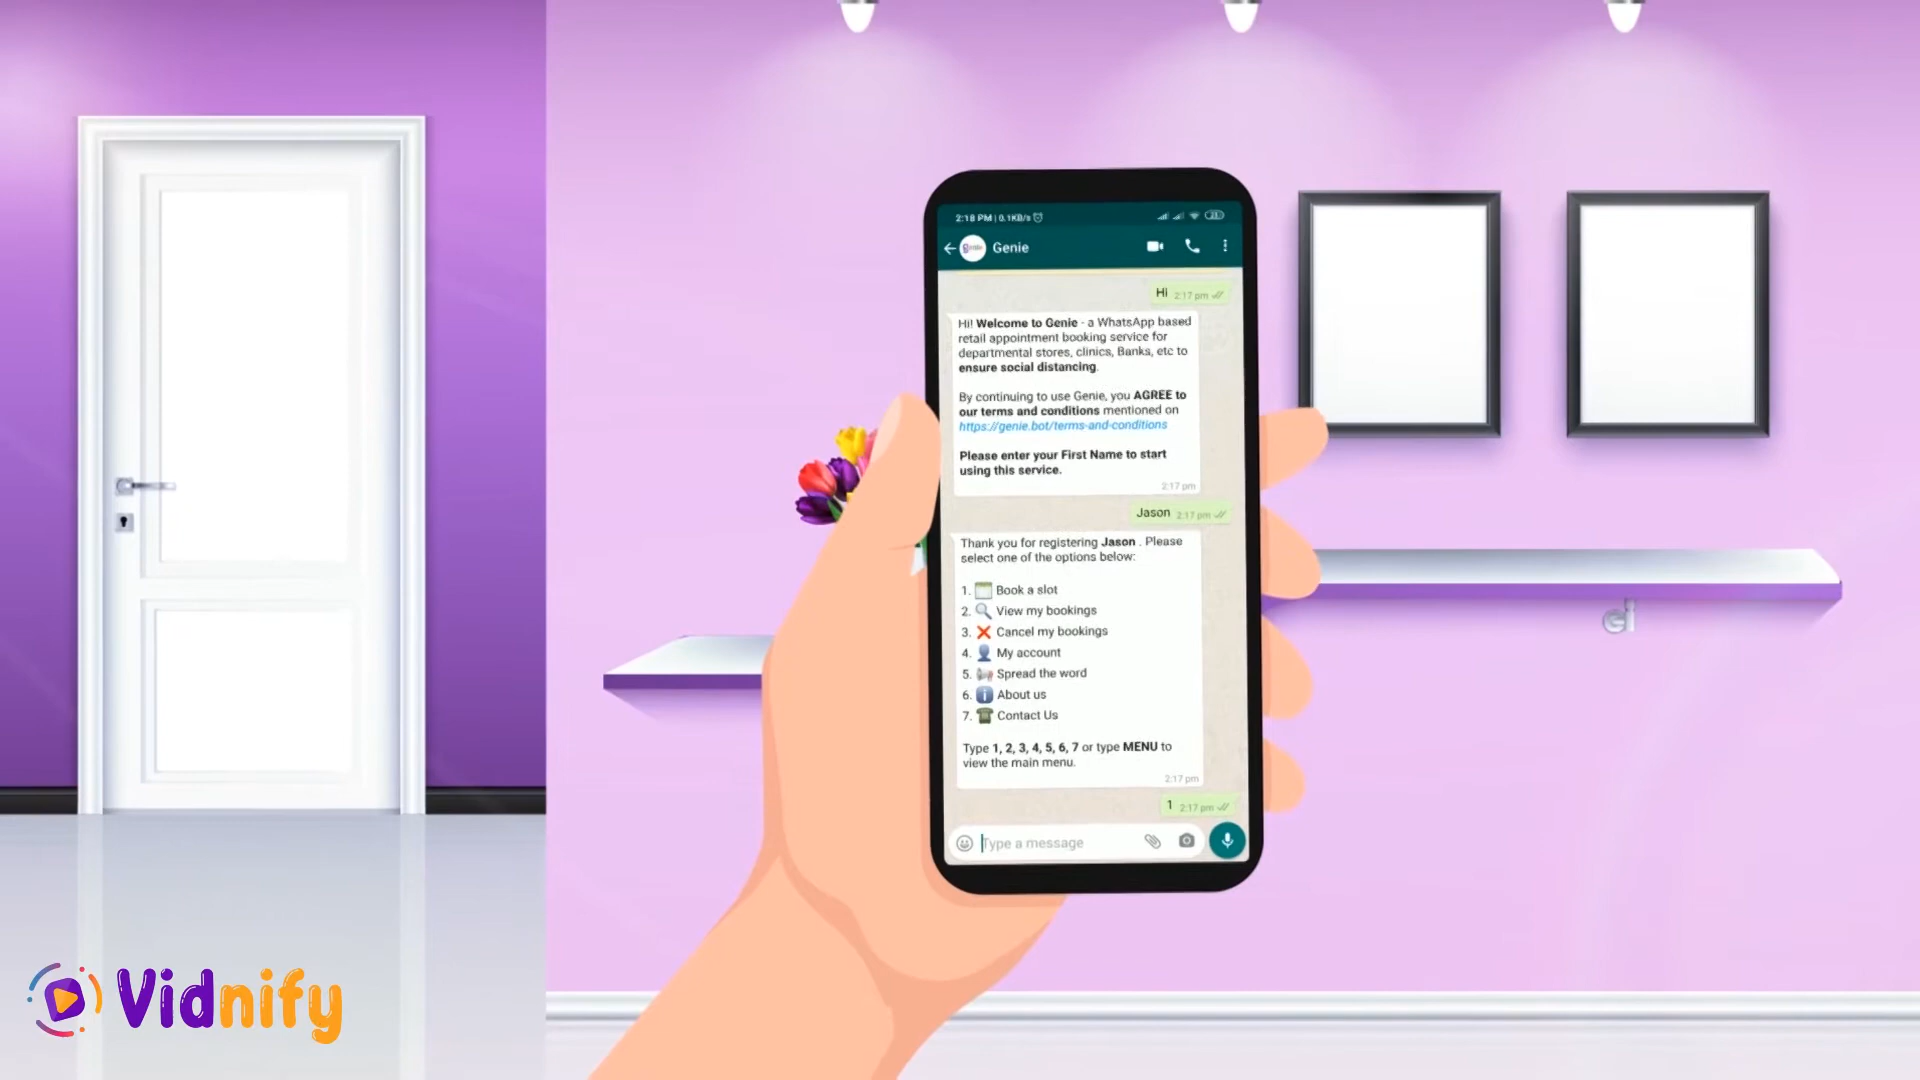 2:18 PM | 0.1KB/s
Genie
Hi 2:17 pm
Hi! Welcome to Genie - a WhatsApp based
retail appointment booking service for
departmental stores, clinics, Banks, etc to
ensure social distancing.
By continuing to use Genie, you AGREE to
our terms and conditions mentioned on
https://genie.bot/terms-and-conditions
Please enter your First Name to start
using this service.
2:17 pm
Jason 2:17 pm
Thank you for registering Jason . Please
select one of the options below:
1. Book a slot
2. View my bookings
3. Cancel my bookings
4. My account
5. Spread the word
6. About us
7. Contact Us
Type 1, 2, 3, 4, 5, 6, 7 or type MENU to
view the main menu.
2:17 pm
1 2:17 pm
Type a message
Vidnify